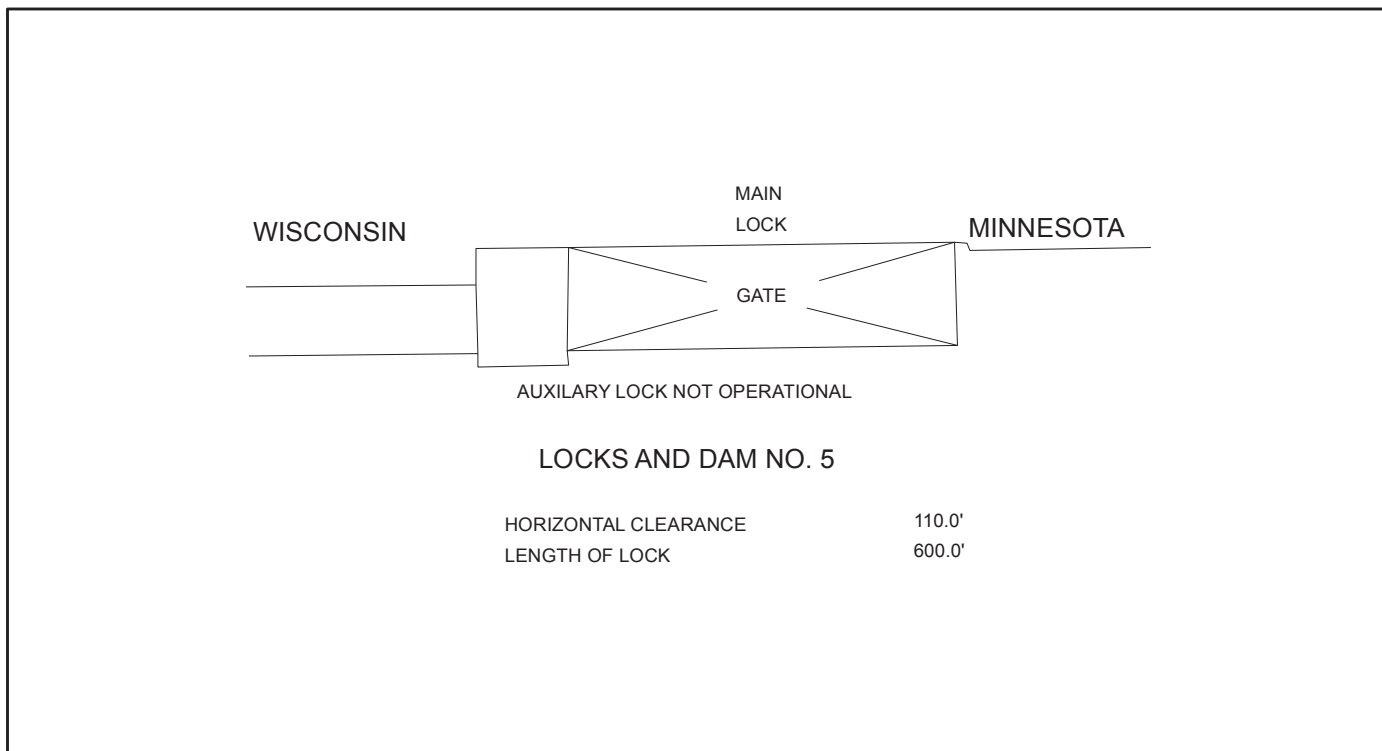 MAIN
LOCK
WISCONSIN
MINNESOTA
GATE
AUXILARY LOCK NOT OPERATIONAL
LOCKS AND DAM NO. 5
HORIZONTAL CLEARANCE 110.0'
LENGTH OF LOCK 600.0'